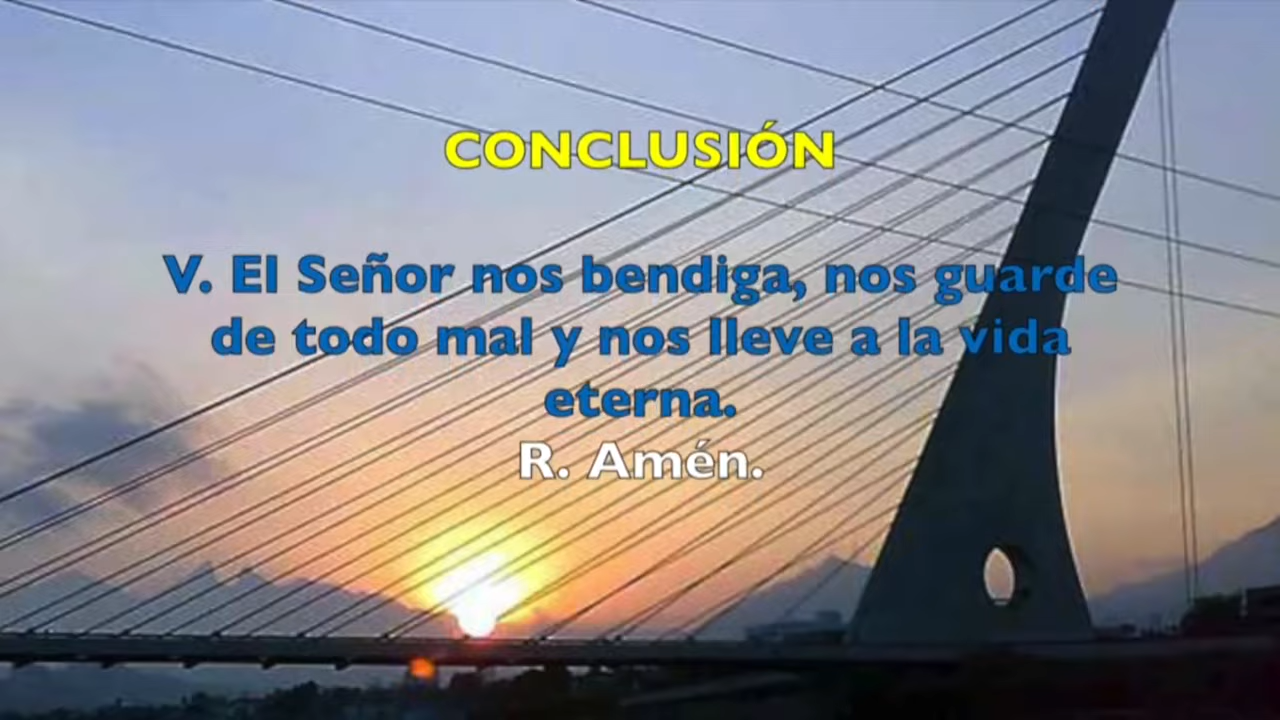 CONCLUSIÓN
V. El Señor nos bendiga, nos guarde
de todo mal y nos lleve a la vida
eterna.
R. Amén.